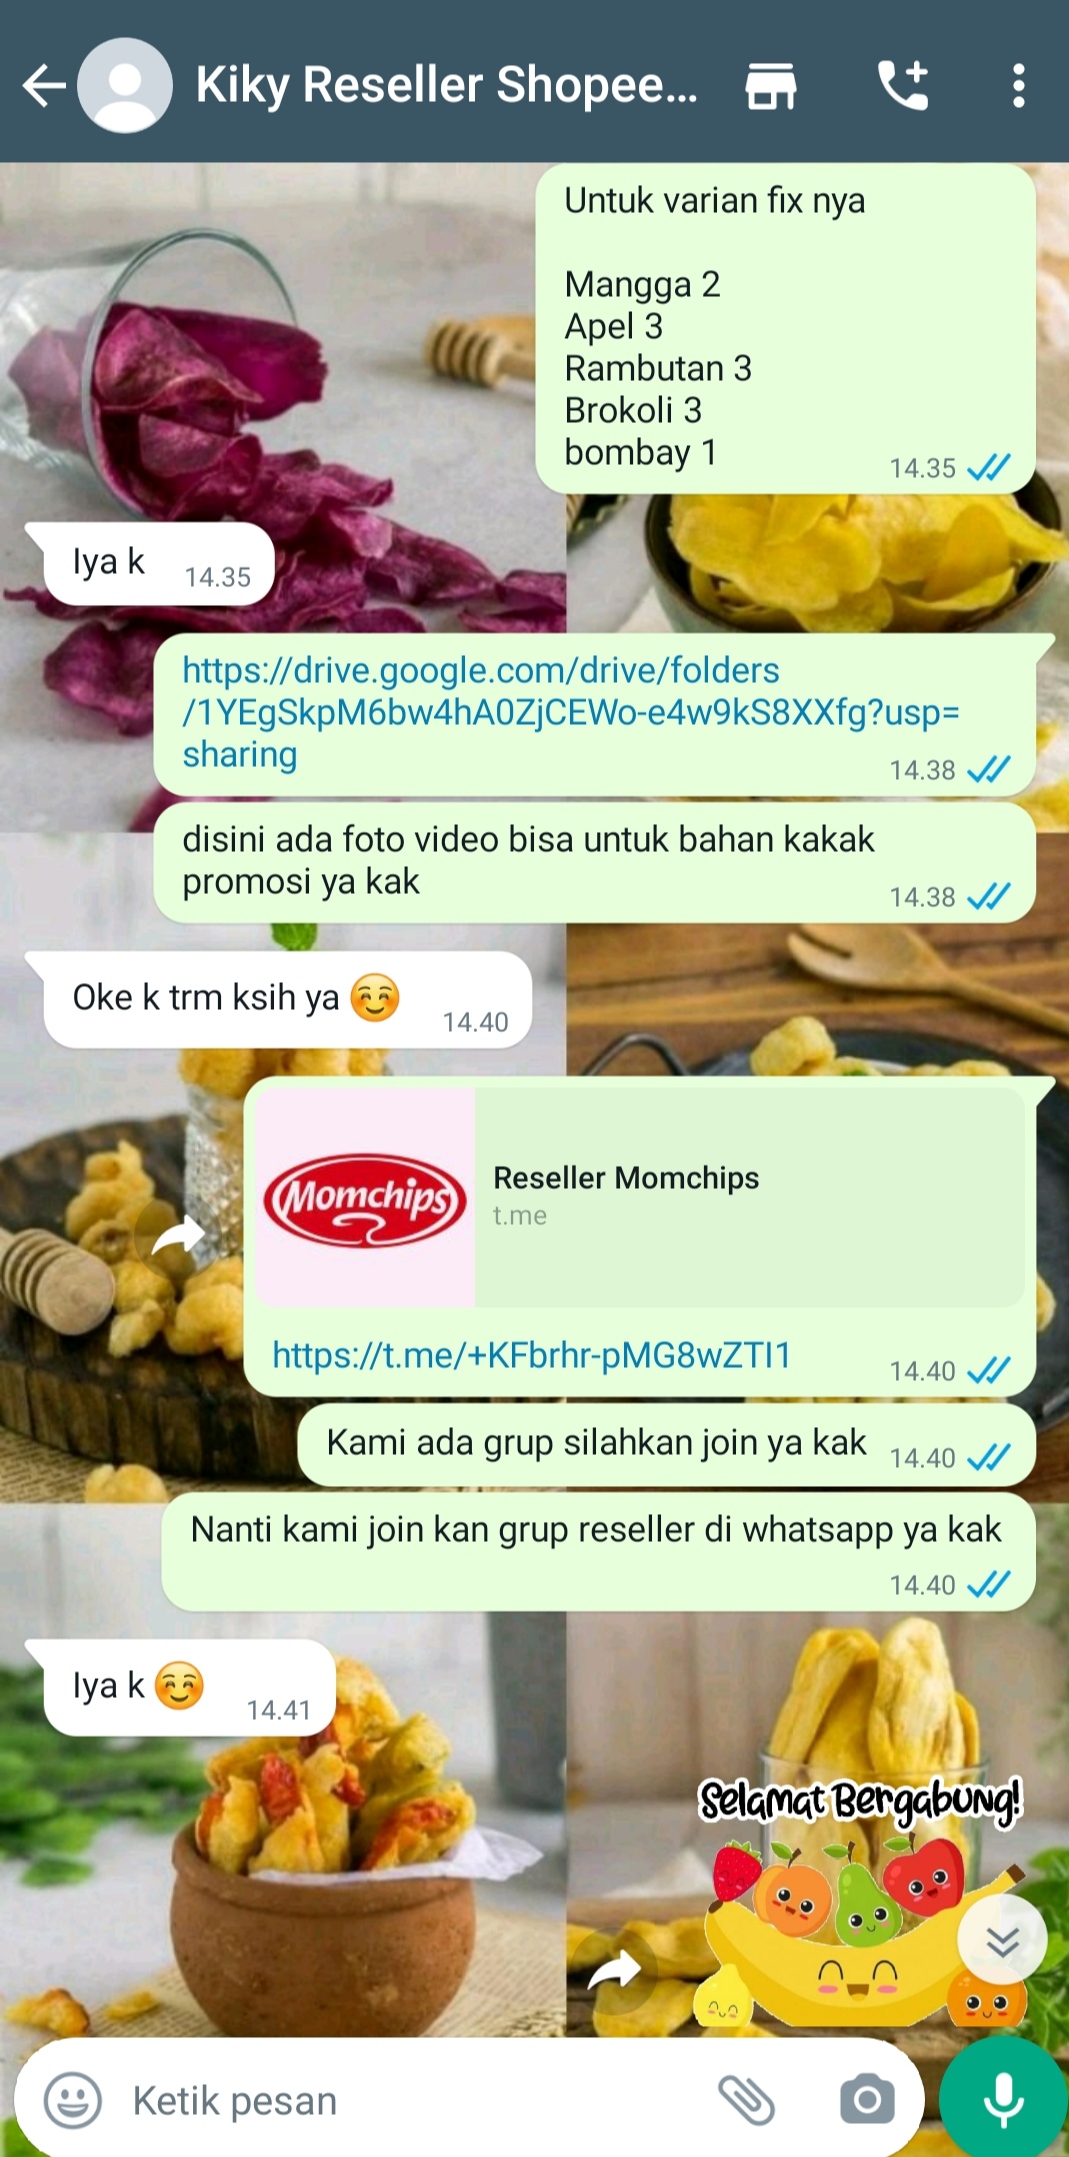 Kiky Reseller Shopee...
Untuk varian fix nya
Mangga 2
Apel 3
Rambutan 3
Brokoli 3
bombay 1
14.35
Iya k
14.35
https://drive.google.com/drive/folders
/1YEgSkpM6bw4hA0ZjCEWo-e4w9kS8XXfg?usp=
sharing
14.38
disini ada foto video bisa untuk bahan kakak
promosi ya kak
14.38
Oke k trm ksih ya ☺️
14.40
Momchips
Reseller Momchips
t.me
https://t.me/+KFbrhr-pMG8wZTI1
14.40
Kami ada grup silahkan join ya kak
14.40
Nanti kami join kan grup reseller di whatsapp ya kak
14.40
Iya k ☺️
14.41
Selamat Bergabung!
Ketik pesan